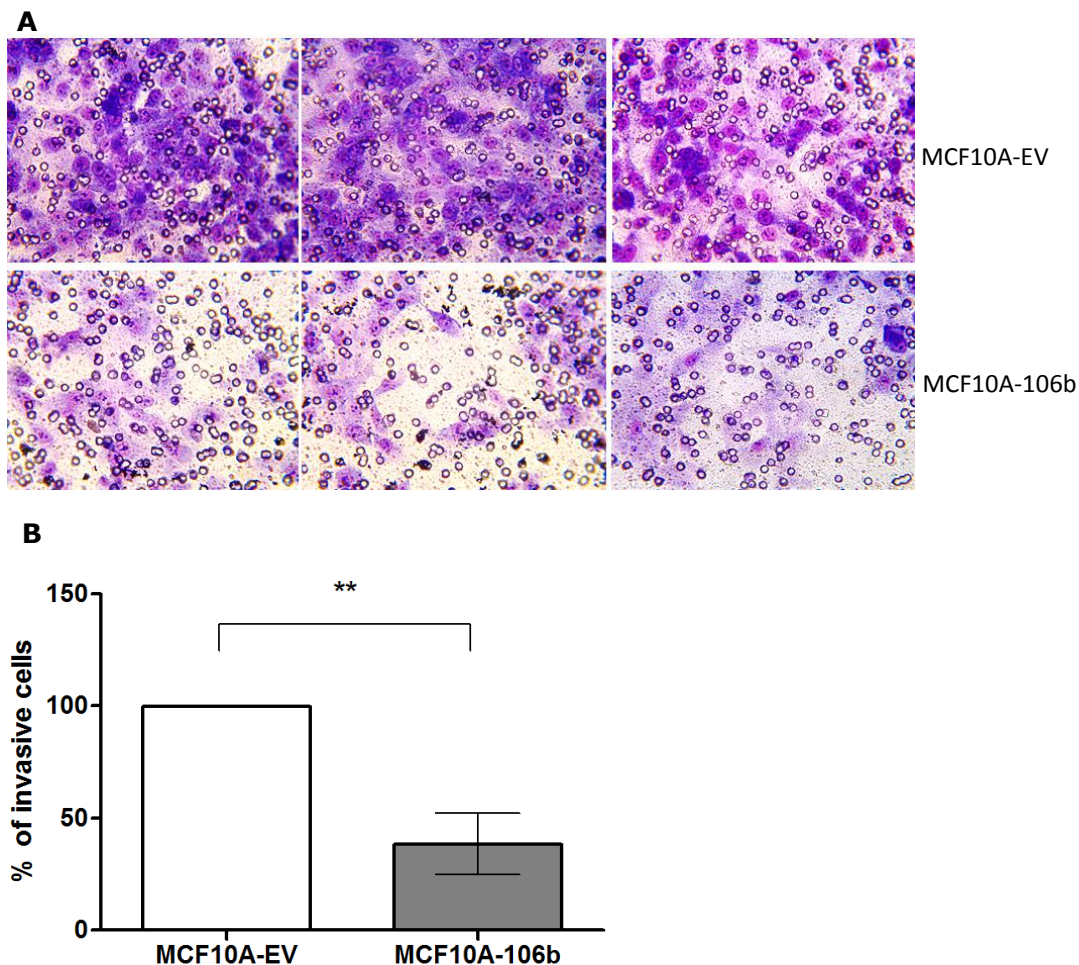 A
MCF10A-EV
MCF10A-106b
B
**
150
100
50
0
% of invasive cells
MCF10A-EV
MCF10A-106b